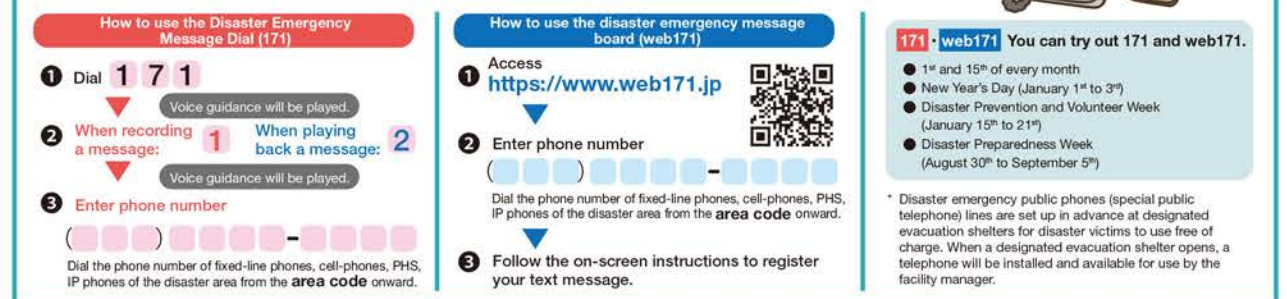 How to use the Disaster Emergency
Message Dial (171)
❶ Dial 1 7 1
Voice guidance will be played.
❷ When recording
a message: 1
When playing
back a message: 2
Voice guidance will be played.
❸ Enter phone number
( ) -
Dial the phone number of fixed-line phones, cell-phones, PHS,
IP phones of the disaster area from the area code onward.
How to use the disaster emergency message
board (web171)
❶ Access
https://www.web171.jp
❷ Enter phone number
( ) -
Dial the phone number of fixed-line phones, cell-phones, PHS,
IP phones of the disaster area from the area code onward.
❸ Follow the on-screen instructions to register
your text message.
171・web171 You can try out 171 and web171.
● 1st and 15th of every month
● New Year's Day (January 1st to 3rd)
● Disaster Prevention and Volunteer Week
(January 15th to 21st)
● Disaster Preparedness Week
(August 30th to September 5th)
* Disaster emergency public phones (special public
telephone) lines are set up in advance at designated
evacuation shelters for disaster victims to use free of
charge. When a designated evacuation shelter opens, a
telephone will be installed and available for use by the
facility manager.